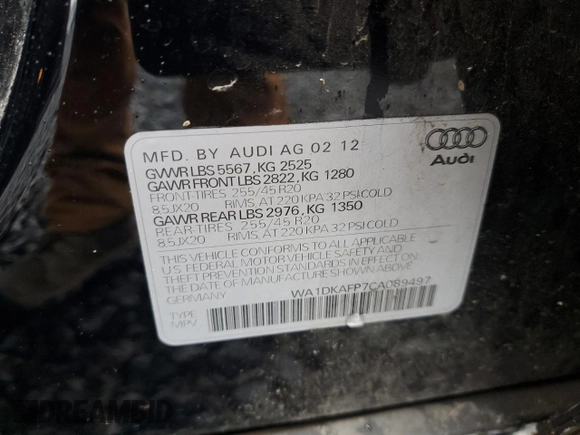 MFD. BY AUDI AG 02 12
GVWR LBS 5567, KG 2525
GAWR FRONT LBS 2822, KG 1280
FRONT-TIRES 255/45 R20
8.5JX20 RIMS, AT 220 KPA 32 PSI COLD
GAWR REAR LBS 2976, KG 1350
REAR-TIRES 255/45 R20
8.5JX20 RIMS, AT 220 KPA 32 PSI COLD
THIS VEHICLE CONFORMS TO ALL APPLICABLE
U.S. FEDERAL MOTOR VEHICLE SAFETY AND
THEFT PREVENTION STANDARDS IN EFFECT ON THE
DATE OF MANUFACTURE SHOWN ABOVE
GERMANY WA1DKAFP7CA089497
TYPE:
MPV
Audi
DREAMBID